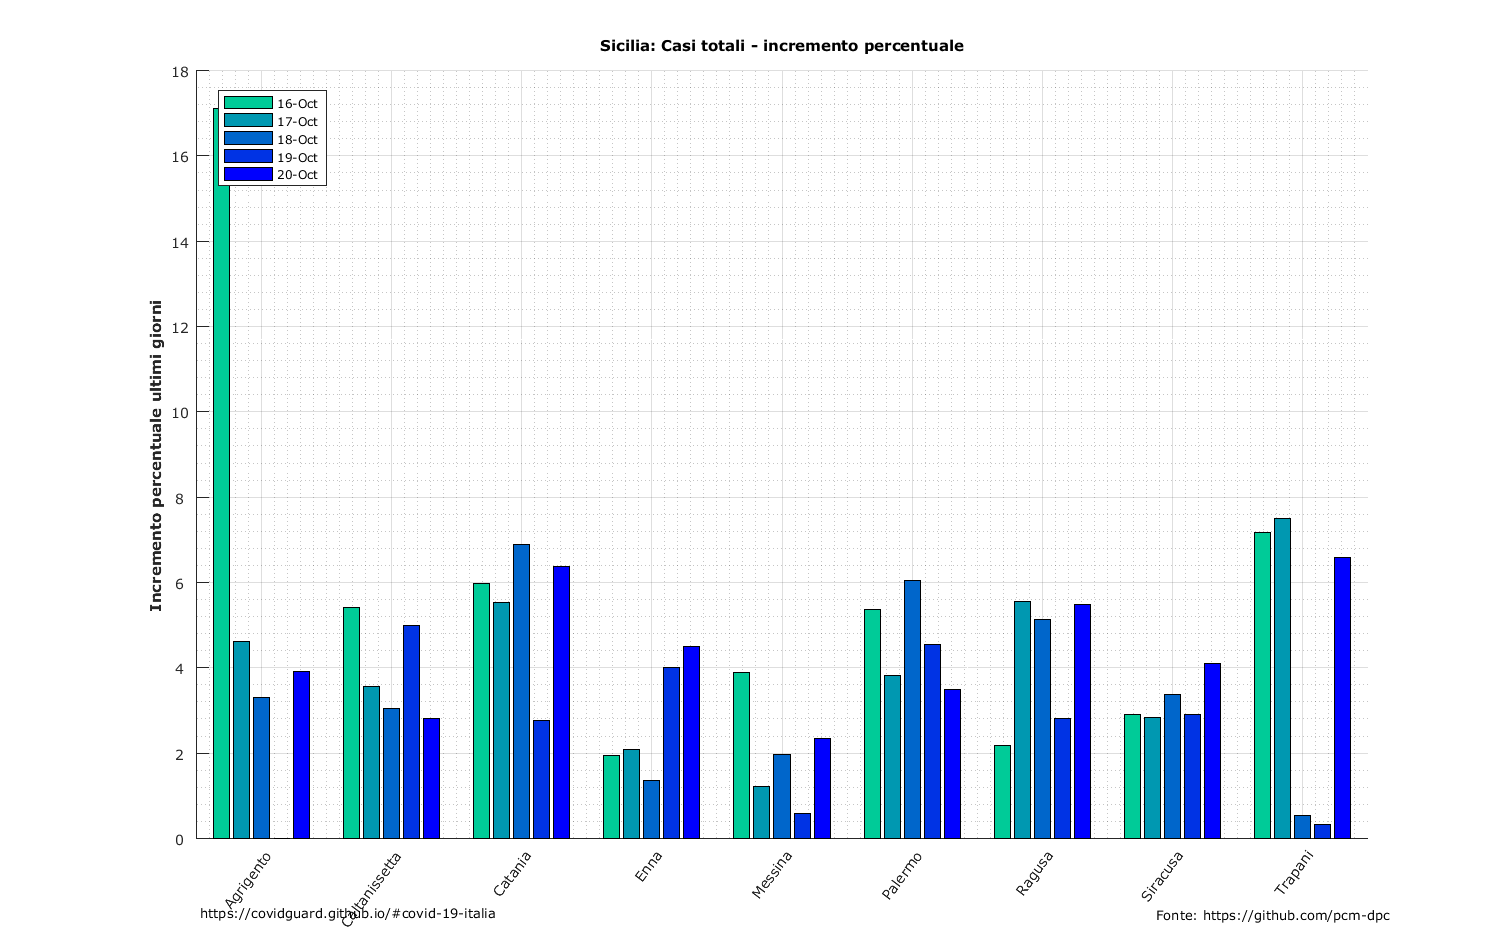 Sicilia: Casi totali - incremento percentuale
Incremento percentuale ultimi giorni
18
16
14
12
10
8
6
4
2
0
16-Oct
17-Oct
18-Oct
19-Oct
20-Oct
Agrigento
Caltanissetta
Catania
Enna
Messina
Palermo
Ragusa
Siracusa
Trapani
https://covidguard.github.io/#covid-19-italia
Fonte: https://github.com/pcm-dpc